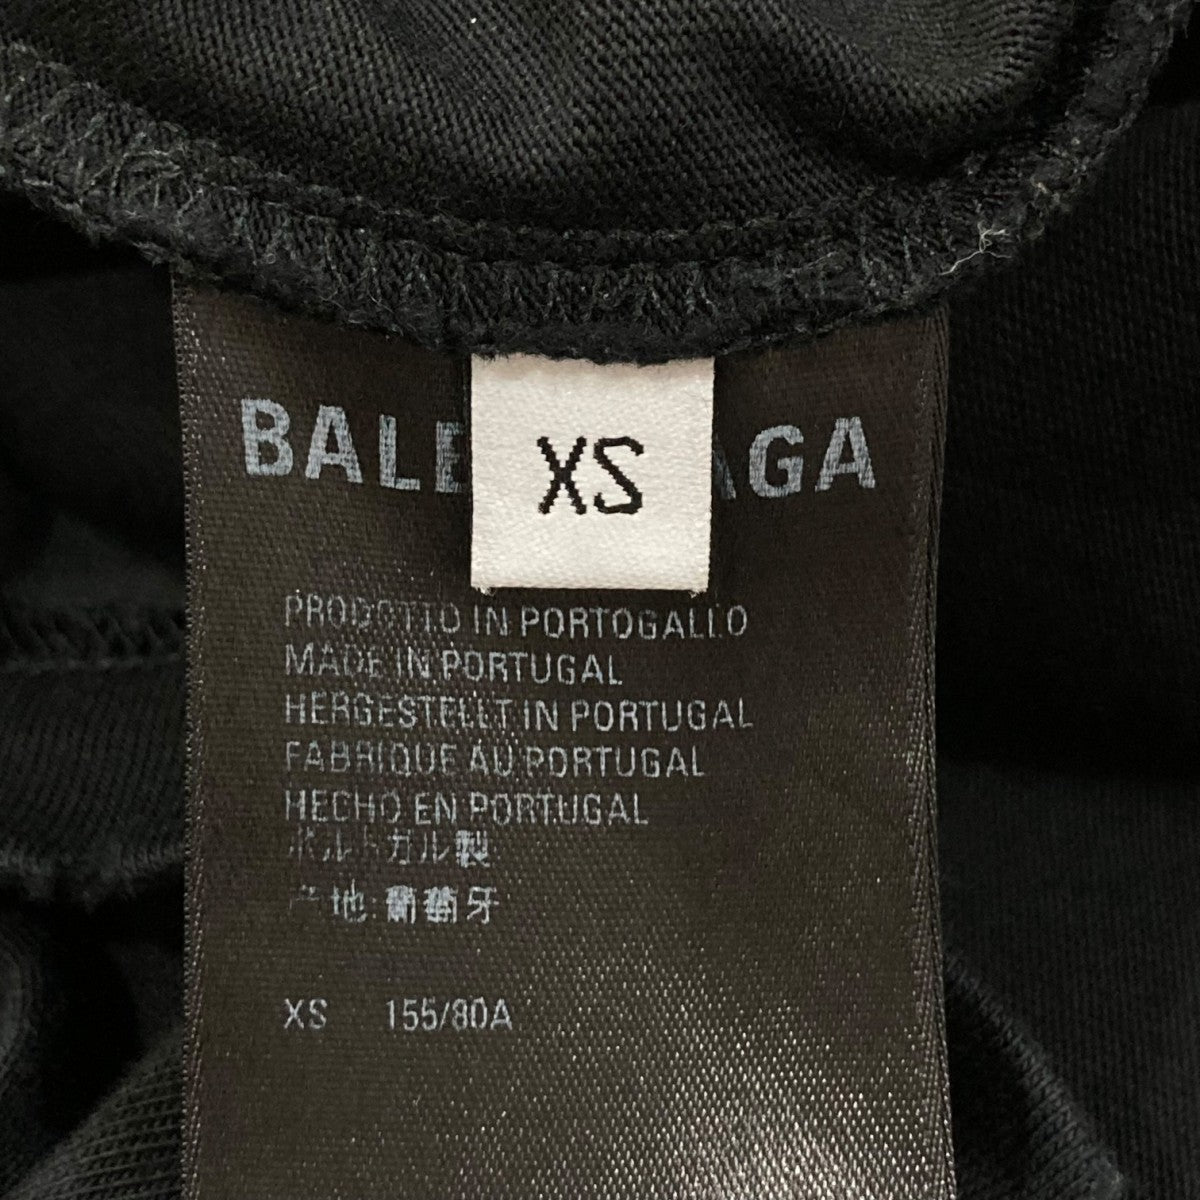 BALE AGA
XS
PRODOTTO IN PORTOGALLO
MADE IN PORTUGAL
HERGESTELLT IN PORTUGAL
FABRIQUE AU PORTUGAL
HECHO EN PORTUGAL
ポルトガル製
产地:葡萄牙
XS 155/80A